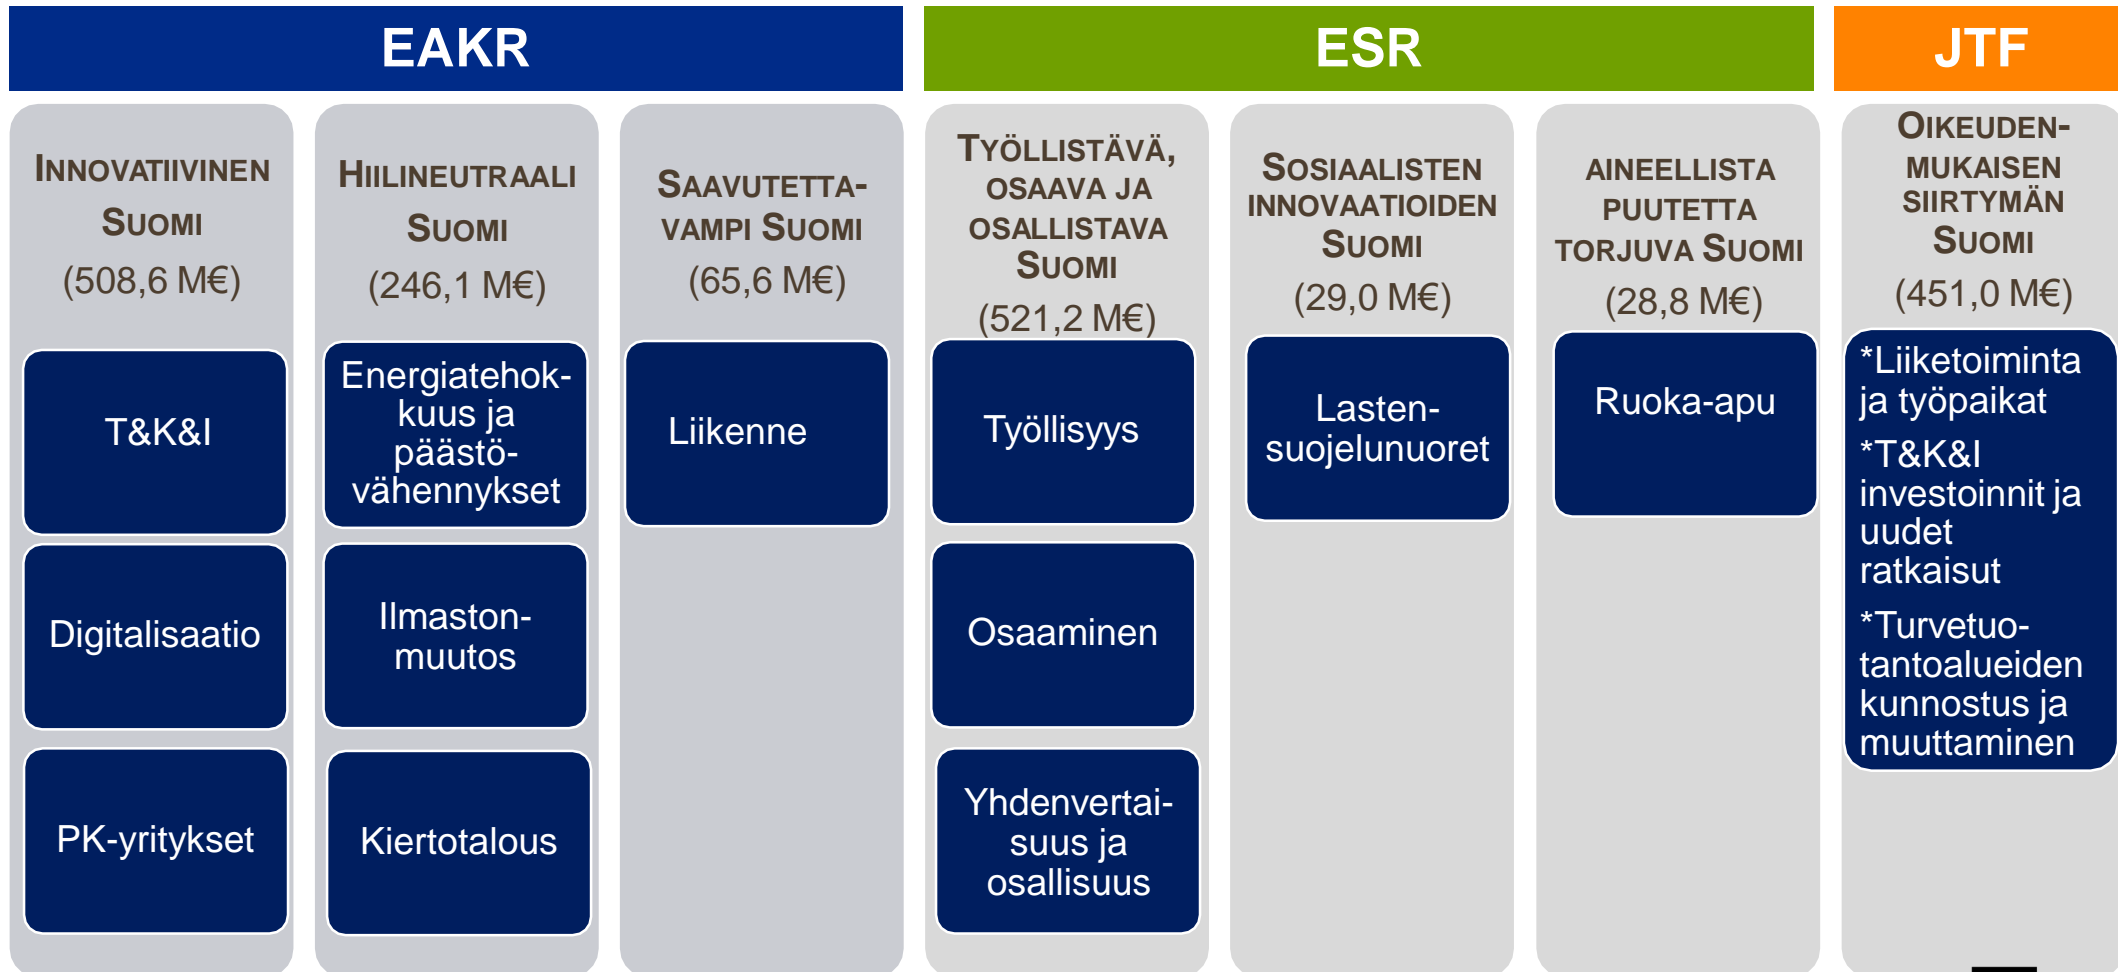 EAKR
ESR
JTF
INNOVATIIVINEN
SUOMI
(508,6 M€)
T&K&I
Digitalisaatio
PK-yritykset
HIILINEUTRAALI
SUOMI
(246,1 M€)
Energiatehok-
kuus ja
päästö-
vähennykset
Ilmaston-
muutos
Kiertotalous
SAAVUTETTA-
VAMPI SUOMI
(65,6 M€)
Liikenne
TYÖLLISTÄVÄ,
OSAAVA JA
OSALLISTAVA
SUOMI
(521,2 M€)
Työllisyys
Osaaminen
Yhdenvertai-
suus ja
osallisuus
SOSIAALISTEN
INNOVAATIOIDEN
SUOMI
(29,0 M€)
Lasten-
suojelunuoret
AINEELLISTA
PUUTETTA
TORJUVA SUOMI
(28,8 M€)
Ruoka-apu
OIKEUDEN-
MUKAISEN
SIIRTYMÄN
SUOMI
(451,0 M€)
*Liiketoiminta
ja työpaikat
*T&K&I
investoinnit ja
uudet
ratkaisut
*Turvetuo-
tantoalueiden
kunnostus ja
muuttaminen